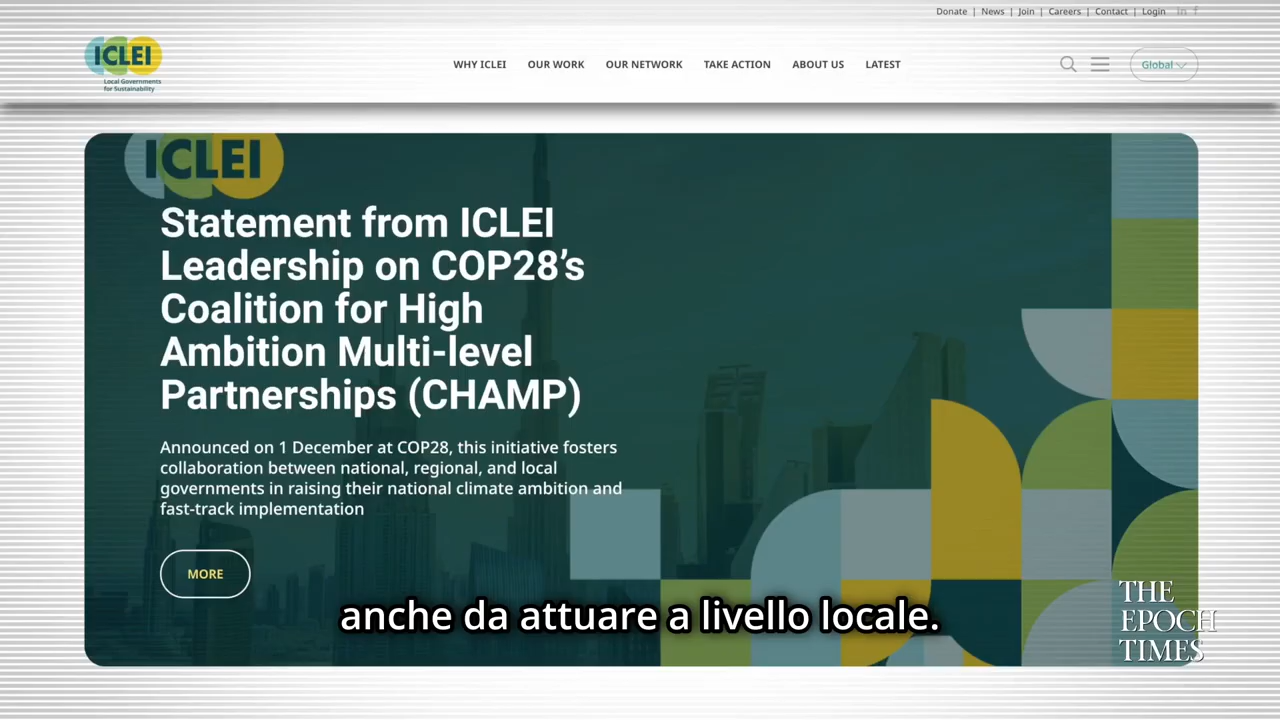 Donate | News | Join | Careers | Contact | Login in f
ICLEI
Local Governments
for Sustainability
WHY ICLEI OUR WORK OUR NETWORK TAKE ACTION ABOUT US LATEST
Global
ICLEI
Statement from ICLEI
Leadership on COP28’s
Coalition for High
Ambition Multi-level
Partnerships (CHAMP)
Announced on 1 December at COP28, this initiative fosters
collaboration between national, regional, and local
governments in raising their national climate ambition and
fast-track implementation
MORE
anche da attuare a livello locale.
THE
EPOCH
TIMES